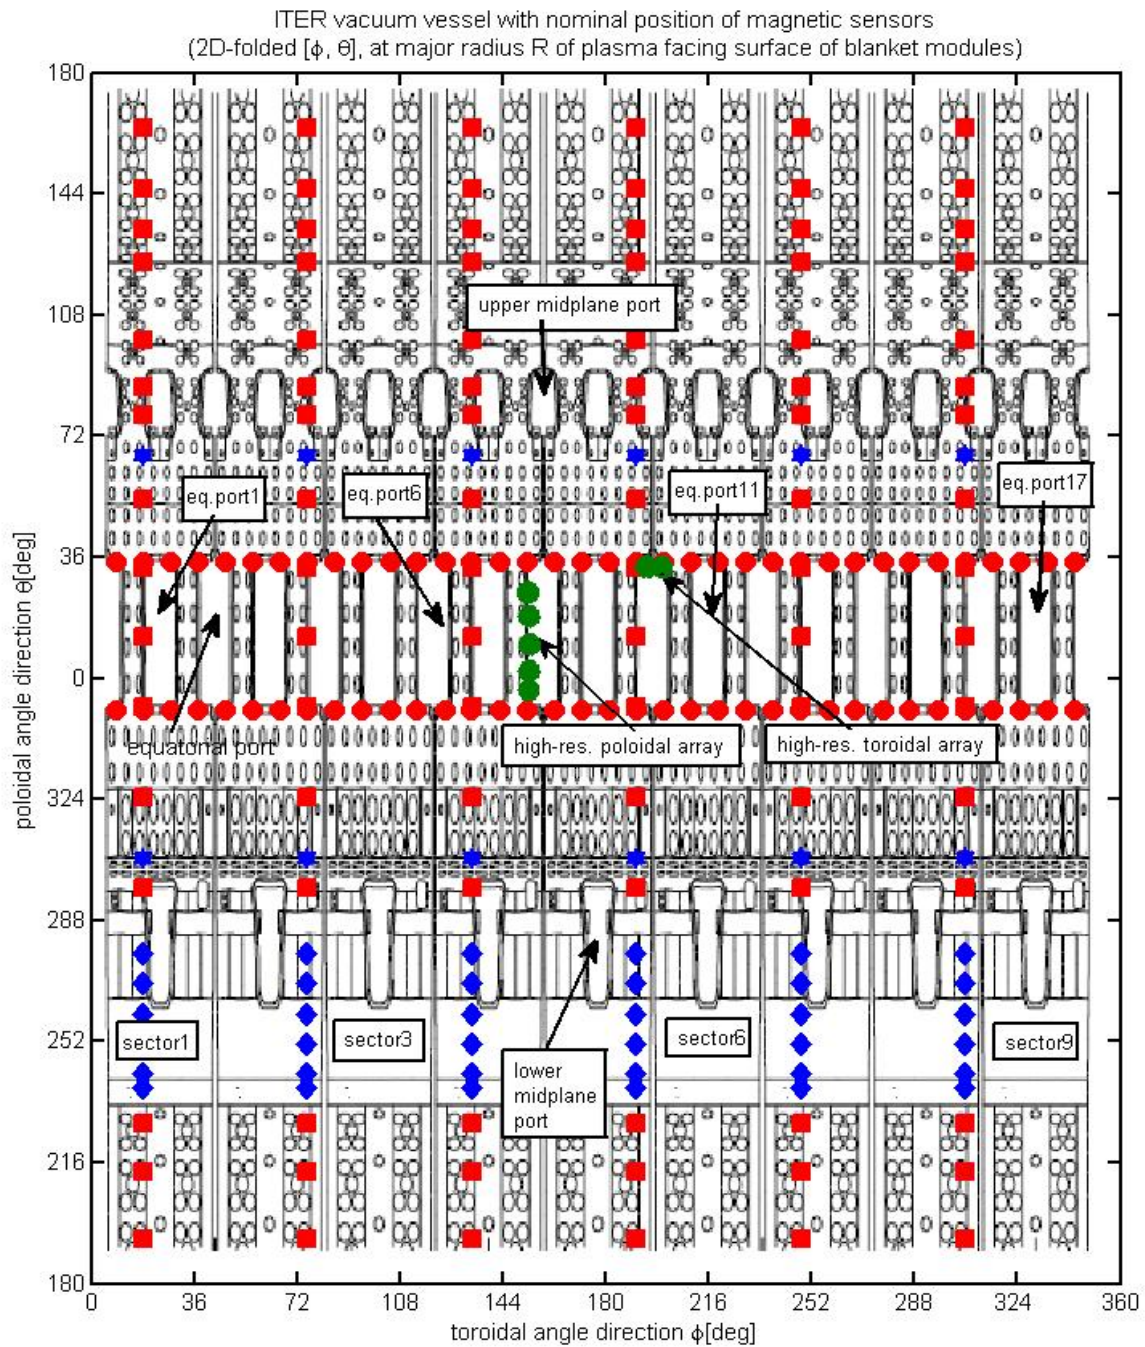 ITER vacuum vessel with nominal position of magnetic sensors
(2D-folded [ϕ, θ], at major radius R of plasma facing surface of blanket modules)
180
144
108
72
36
0
324
288
252
216
180
poloidal angle direction θ[deg]
upper midplane port
eq.port1
eq.port6
eq.port11
eq.port17
equatorial port
high-res. poloidal array
high-res. toroidal array
sector1
sector3
lower
midplane
port
sector6
sector9
0 36 72 108 144 180 216 252 288 324 360
toroidal angle direction ϕ[deg]